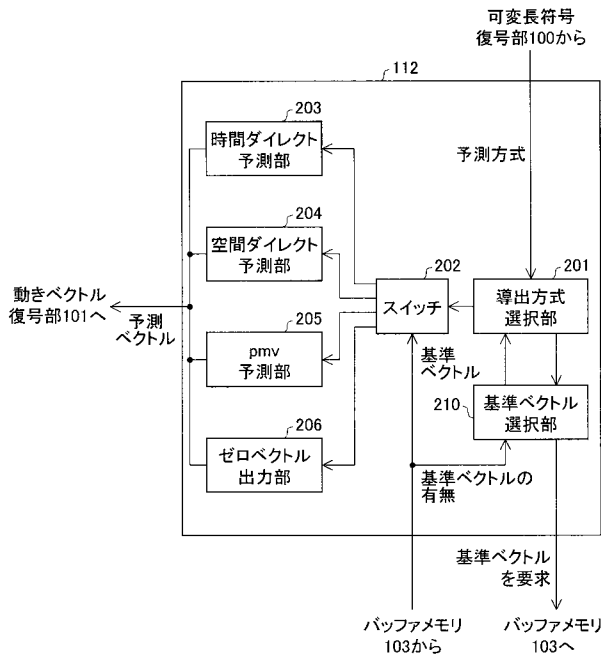 可変長符号
復号部100から
112
203
時間ダイレクト
予測部
予測方式
204
空間ダイレクト
予測部
202
201
スイッチ
導出方式
選択部
動きベクトル
復号部101へ
予測
ベクトル
205
pmv
予測部
基準
ベクトル
210
基準ベクトル
選択部
206
ゼロベクトル
出力部
基準ベクトルの
有無
基準ベクトル
を要求
バッファメモリ
103から
バッファメモリ
103へ